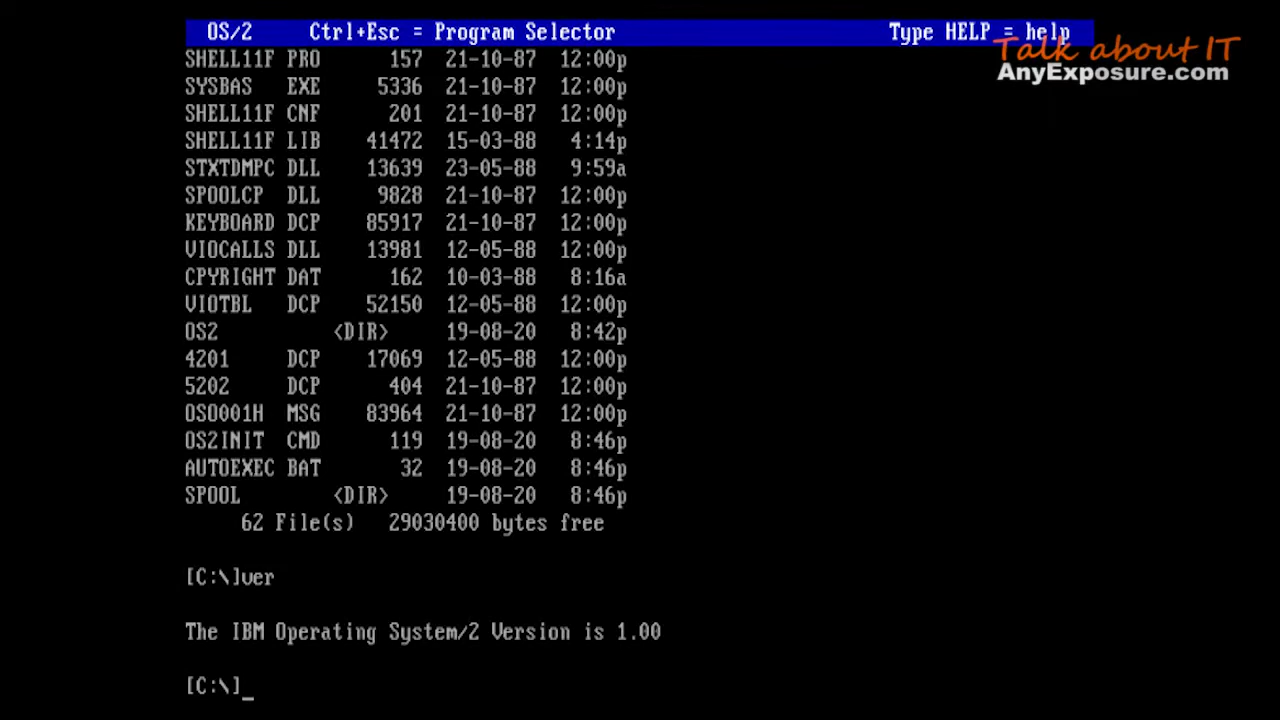 OS/2 Ctrl+Esc = Program Selector Type HELP = help
Talk about IT
AnyExposure.com
SHELL11F PRO 157 21-10-87 12:00p
SYSBAS EXE 5336 21-10-87 12:00p
SHELL11F CNF 201 21-10-87 12:00p
SHELL11F LIB 41472 15-03-88 4:14p
STXTDMPC DLL 13639 23-05-88 9:59a
SPOOLCP DLL 9828 21-10-87 12:00p
KEYBOARD DCP 85917 21-10-87 12:00p
VIOCALLS DLL 13981 12-05-88 12:00p
CPYRIGHT DAT 162 10-03-88 8:16a
VIOTBL DCP 52150 12-05-88 12:00p
OS2 <DIR> 19-08-20 8:42p
4201 DCP 17069 12-05-88 12:00p
5202 DCP 404 21-10-87 12:00p
OSO001H MSG 83964 21-10-87 12:00p
OS2INIT CMD 119 19-08-20 8:46p
AUTOEXEC BAT 32 19-08-20 8:46p
SPOOL <DIR> 19-08-20 8:46p
62 File(s) 29030400 bytes free
[C:\]ver
The IBM Operating System/2 Version is 1.00
[C:\]_